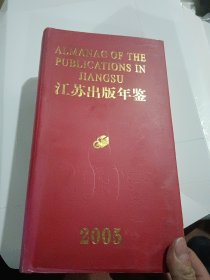 ALMANAC OF THE
PUBLICATIONS IN
JIANGSU
江苏出版年鉴
2005